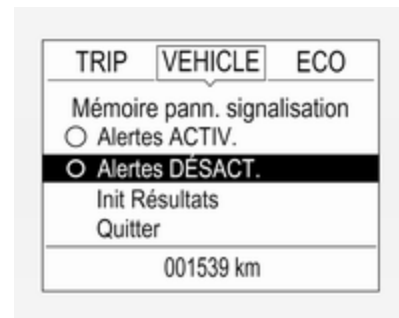 TRIP VEHICLE ECO
Mémoire pann. signalisation
Alertes ACTIV.
Alertes DÉSACT.
Init Résultats
Quitter
001539 km